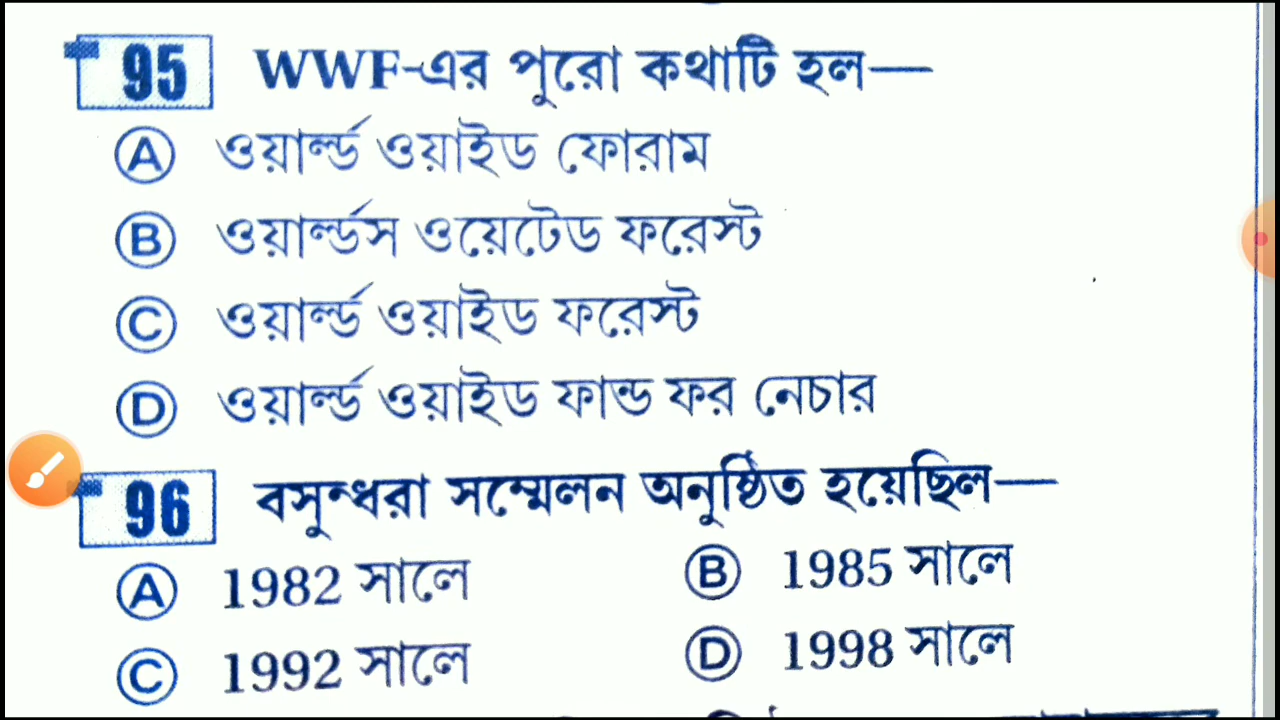 95 WWF-এর পুরো কথাটি হল—
A ওয়ার্ল্ড ওয়াইড ফোরাম
B ওয়ার্ল্ডস ওয়েটেড ফরেস্ট
C ওয়ার্ল্ড ওয়াইড ফরেস্ট
D ওয়ার্ল্ড ওয়াইড ফান্ড ফর নেচার
96 বসুন্ধরা সম্মেলন অনুষ্ঠিত হয়েছিল—
A 1982 সালে B 1985 সালে
C 1992 সালে D 1998 সালে